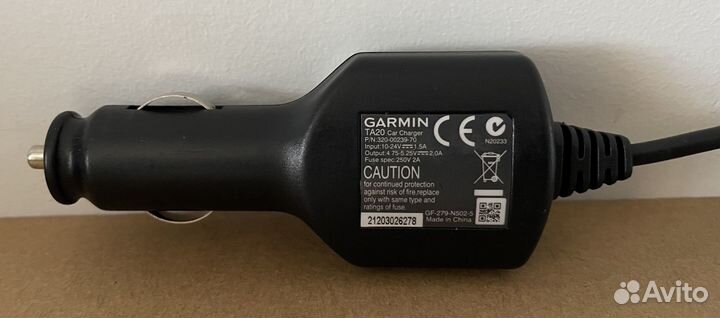 GARMIN
TA20 Car Charger
P/N:320-00239-70
Input:10-24V⎓1.5A
Output:4.75-5.25V⎓2.0A
Fuse spec:250V 2A
CE
N20233
CAUTION
for continued protection
against risk of fire,replace
only with same type and
ratings of fuse.
21203026278
GF-279-N502-5
Made in China
Avito